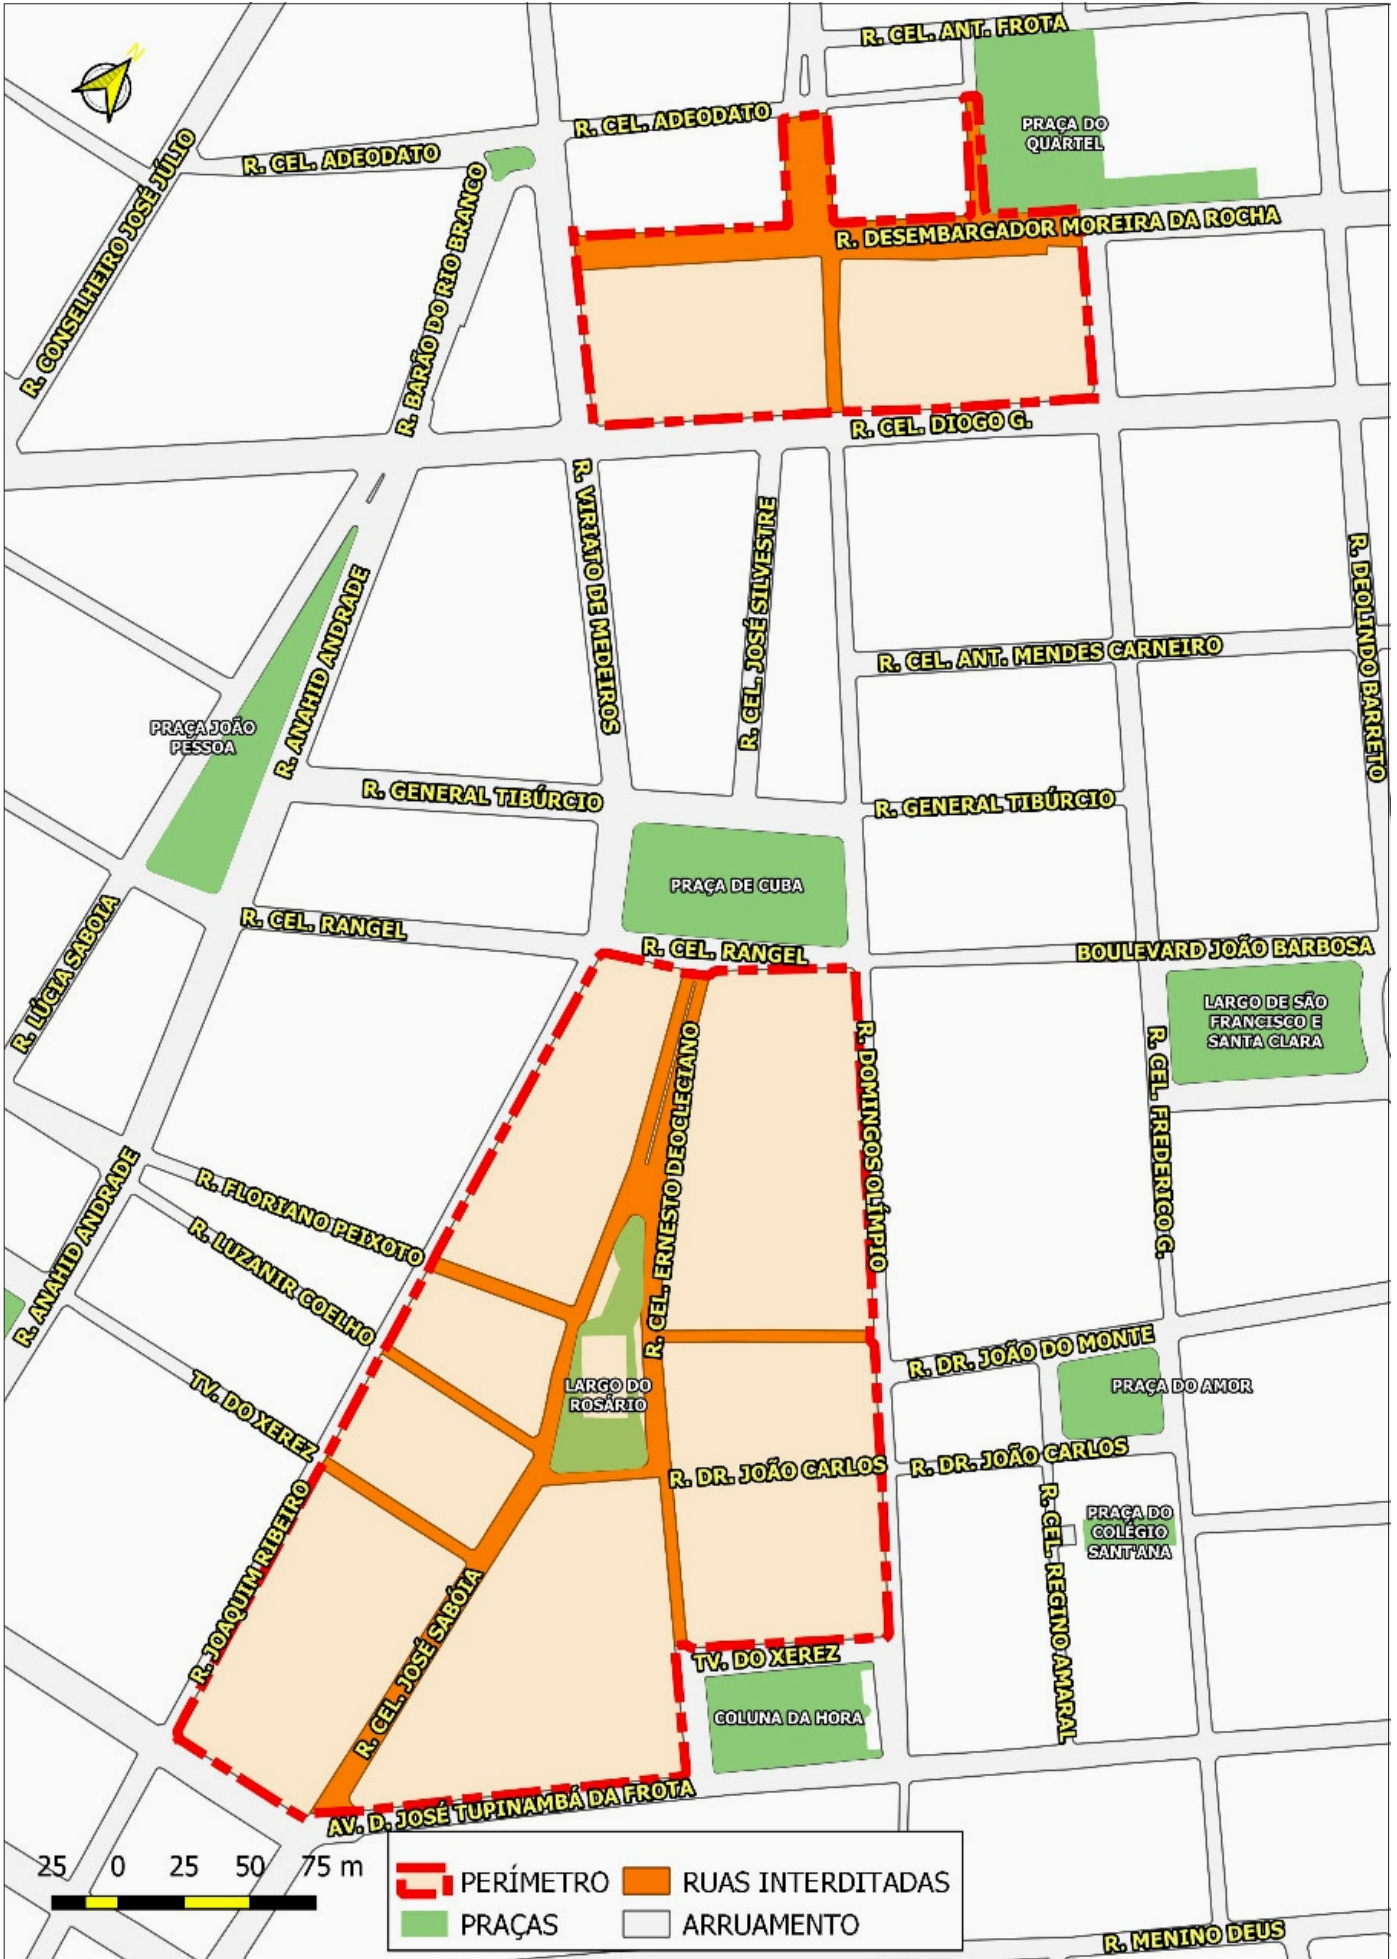 R. CEL. ANT. FROTA
N
R. CEL. ADEODATO
PRAÇA DO
QUARTEL
R. CEL. ADEODATO
R. CONSELHEIRO JOSÉ JÚLIO
R. BARÃO DO RIO BRANCO
R. DESEMBARGADOR MOREIRA DA ROCHA
R. CEL. DIOGO G.
R. VIRIATO DE MEDEIROS
R. CEL. JOSÉ SILVESTRE
R. DEOLINDO BARRETO
R. ANAHID ANDRADE
R. CEL. ANT. MENDES CARNEIRO
PRAÇA JOÃO
PESSOA
R. GENERAL TIBÚRCIO
R. GENERAL TIBÚRCIO
PRAÇA DE CUBA
R. LÚCIA SABOIA
R. CEL. RANGEL
R. CEL. RANGEL
BOULEVARD JOÃO BARBOSA
LARGO DE SÃO
FRANCISCO E
SANTA CLARA
R. CEL. ERNESTO DEOCLECIANO
R. DOMINGOS OLÍMPIO
R. CEL. FREDERICO G.
R. ANAHID ANDRADE
R. FLORIANO PEIXOTO
R. LUZANIR COELHO
R. DR. JOÃO DO MONTE
TV. DO XEREZ
LARGO DO
ROSÁRIO
PRAÇA DO AMOR
R. DR. JOÃO CARLOS
R. DR. JOÃO CARLOS
R. JOAQUIM RIBEIRO
R. CEL. REGINO AMARAL
PRAÇA DO
COLÉGIO
SANT'ANA
R. CEL. JOSÉ SABÓIA
TV. DO XEREZ
COLUNA DA HORA
AV. D. JOSÉ TUPINAMBÁ DA FROTA
25 0 25 50 75 m
PERÍMETRO
RUAS INTERDITADAS
PRAÇAS
ARRUAMENTO
R. MENINO DEUS